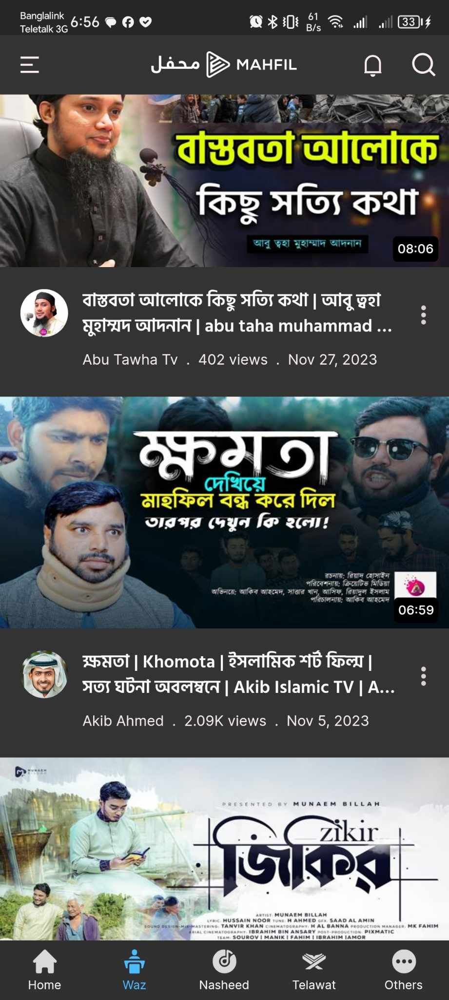 Banglalink
Teletalk 3G 6:56
61
B/s
33
محفل MAHFIL
বাস্তবতা আলোকে
কিছু সত্যি কথা
আবু ত্বহা মুহাম্মাদ আদনান
08:06
বাস্তবতা আলোকে কিছু সত্যি কথা | আবু ত্বহা
মুহাম্মদ আদনান | abu taha muhammad ...
Abu Tawha Tv . 402 views . Nov 27, 2023
ক্ষমতা
দেখিয়ে
মাহফিল বন্ধ করে দিল
তারপর দেখুন কি হলো!
রচনায়: রিয়াদ হোসাইন
পরিবেশনায়: ক্রিয়েটিভ মিডিয়া
অভিনয়ে: আকিব আহমেদ, সাত্তার খান, আসিফ, রিয়াদুল ইসলাম
পরিচালনায়: আকিব আহমেদ
06:59
ক্ষমতা | Khomota | ইসলামিক শর্ট ফিল্ম |
সত্য ঘটনা অবলম্বনে | Akib Islamic TV | A...
Akib Ahmed . 2.09K views . Nov 5, 2023
MUNAEM
BILLAH
PRESENTED BY MUNAEM BILLAH
zikir
জিকির
ARTIST: MUNAEM BILLAH
LYRIC: HUSSAIN NOOR TUNE: H AHMED GFX: SAAD AL AMIN
SOUND DESIGN-MIX-MASTERING: TANVIR KHAN CINEMATOGRAPHY: H AL BANNA PRODUCTION MANAGER: MK FAHIM
ARIAL CINEMATOGRAPHY: IBRAHIM BIN ANSARY POST-PRODUCTION: PIXMATIC
TEAM: SOUROV | MANIK | FAHIM | IBRAHIM JAMOR
Home
Waz
Nasheed
Telawat
Others